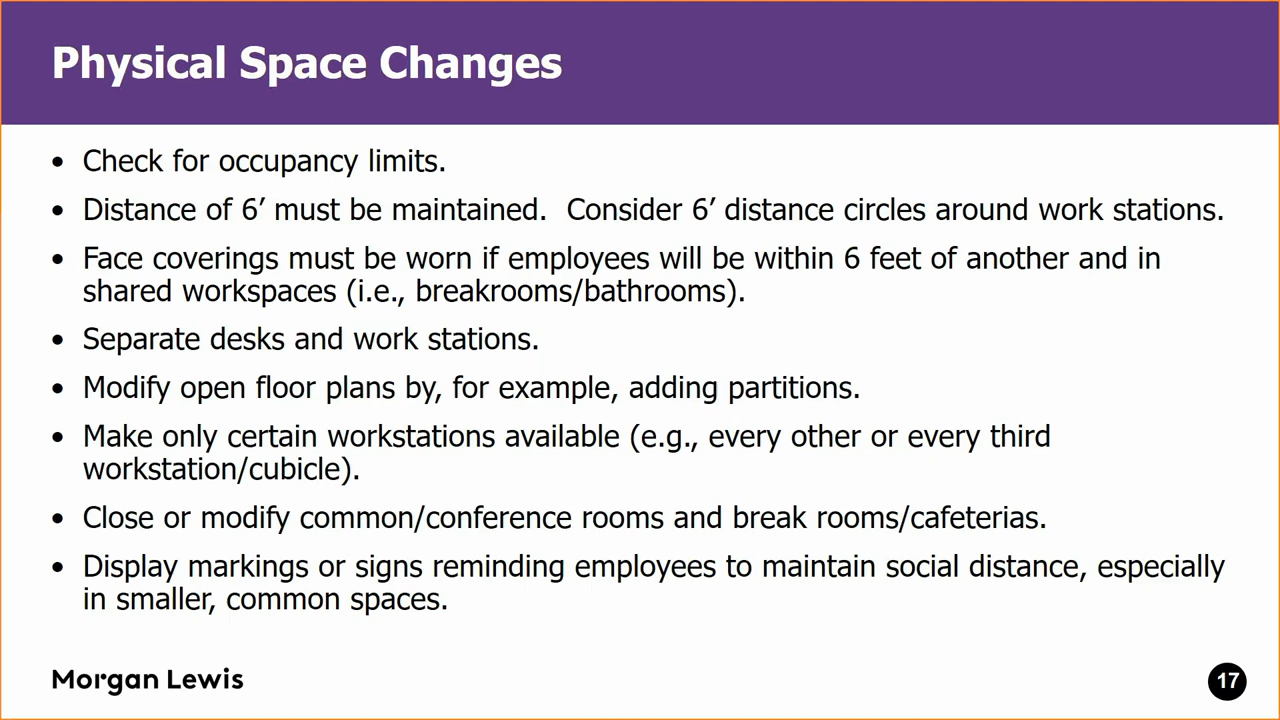 Physical Space Changes
• Check for occupancy limits.
• Distance of 6′ must be maintained.  Consider 6′ distance circles around work stations.
• Face coverings must be worn if employees will be within 6 feet of another and in
shared workspaces (i.e., breakrooms/bathrooms).
• Separate desks and work stations.
• Modify open floor plans by, for example, adding partitions.
• Make only certain workstations available (e.g., every other or every third
workstation/cubicle).
• Close or modify common/conference rooms and break rooms/cafeterias.
• Display markings or signs reminding employees to maintain social distance, especially
in smaller, common spaces.
Morgan Lewis
17